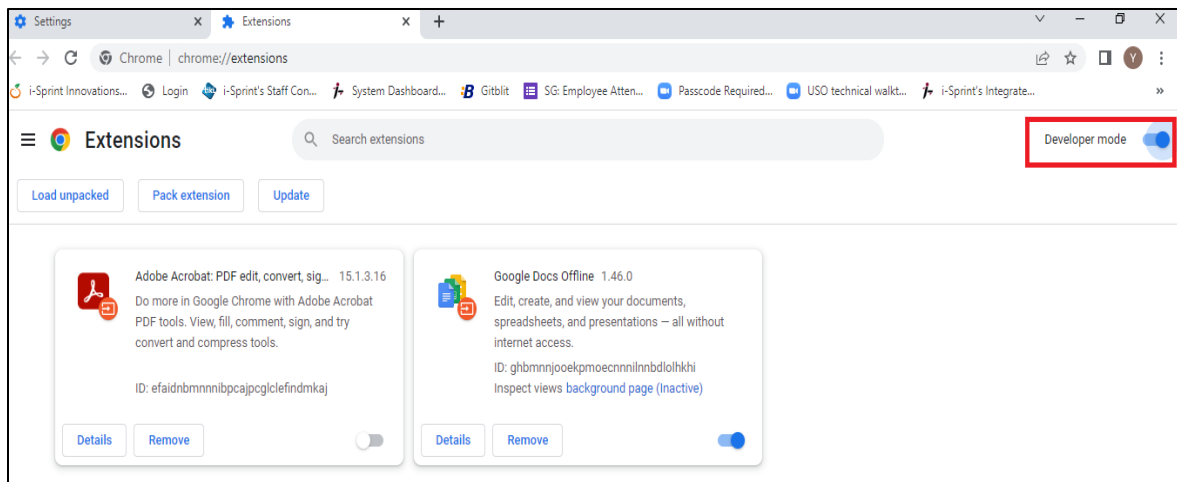 Settings
Extensions
Chrome | chrome://extensions
Y
i-Sprint Innovations... Login i-Sprint's Staff Con... System Dashboard... Gitblit SG: Employee Atten... Passcode Required... USO technical walkt... i-Sprint's Integrate... »
Extensions
Search extensions
Developer mode
Load unpacked
Pack extension
Update
Adobe Acrobat: PDF edit, convert, sig... 15.1.3.16
Do more in Google Chrome with Adobe Acrobat
PDF tools. View, fill, comment, sign, and try
convert and compress tools.
ID: efaidnbmnnnibpcajpcglclefindmkaj
Details
Remove
Google Docs Offline 1.46.0
Edit, create, and view your documents,
spreadsheets, and presentations — all without
internet access.
ID: ghbmnnjooekpmoecnnnilnnbdlolhkhi
Inspect views background page (Inactive)
Details
Remove